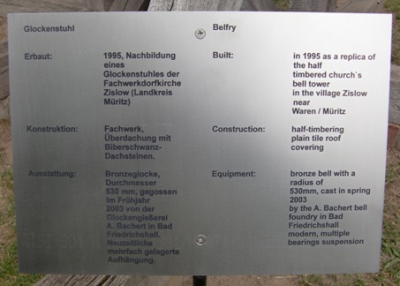 Glockenstuhl
Erbaut:
1995, Nachbildung
eines
Glockenstuhles der
Fachwerkdorfkirche
Zislow (Landkreis
Müritz)
Konstruktion:
Fachwerk,
Überdachung mit
Biberschwanz-
Dachsteinen.
Ausstattung:
Bronzeglocke,
Durchmesser
530 mm, gegossen
im Frühjahr
2003 von der
Glockengießerei
A. Bachert in Bad
Friedrichshall.
Neuzeitliche
mehrfach gelagerte
Aufhängung.
Belfry
Built:
in 1995 as a replica of
the half
timbered church`s
bell tower
in the village Zislow
near
Waren / Müritz
Construction:
half-timbering
plain tile roof
covering
Equipment:
bronze bell with a
radius of
530mm, cast in spring
2003
by the A. Bachert bell
foundry in Bad
Friedrichshall
modern, multiple
bearings suspension